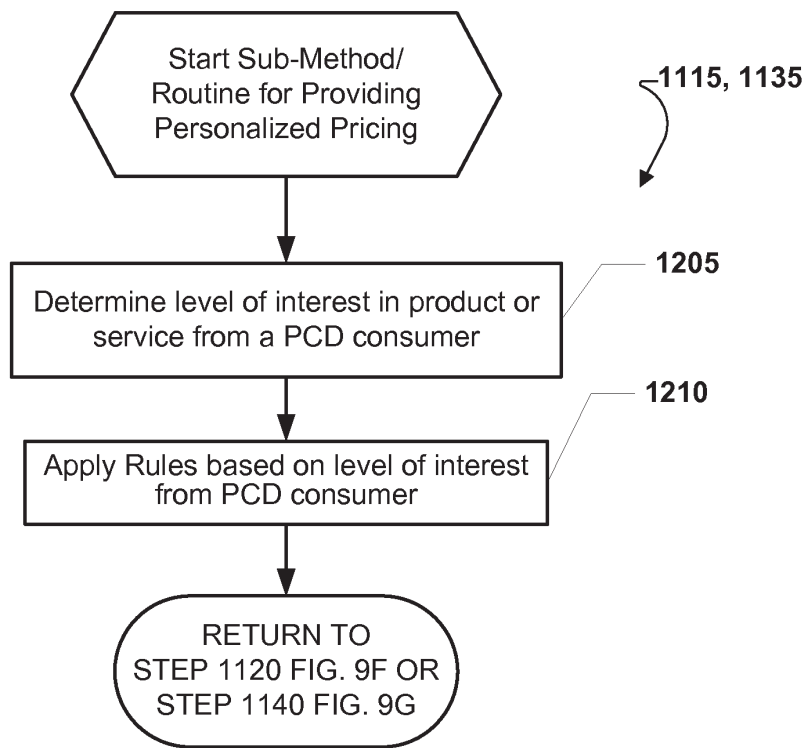 Start Sub-Method/
Routine for Providing
Personalized Pricing
1115, 1135
1205
Determine level of interest in product or
service from a PCD consumer
1210
Apply Rules based on level of interest
from PCD consumer
RETURN TO
STEP 1120 FIG. 9F OR
STEP 1140 FIG. 9G